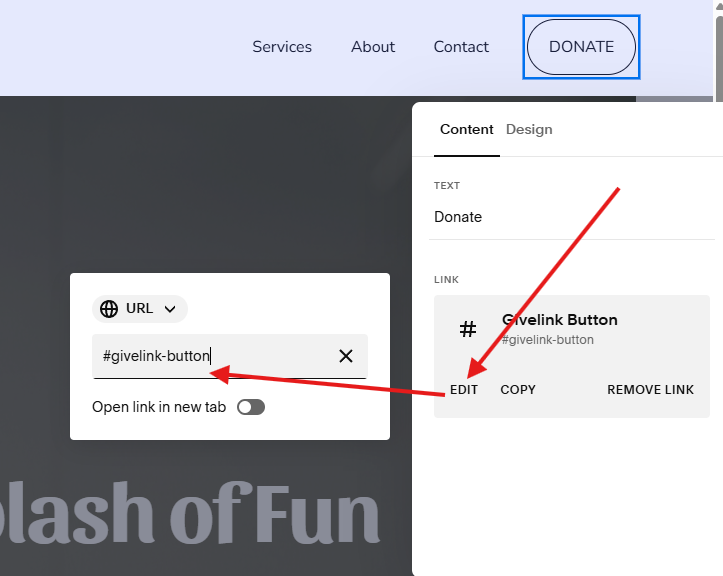 Services About Contact DONATE
Content Design
TEXT
Donate
LINK
Givelink Button
#givelink-button
EDIT COPY REMOVE LINK
URL
#givelink-button
Open link in new tab
lash of Fun